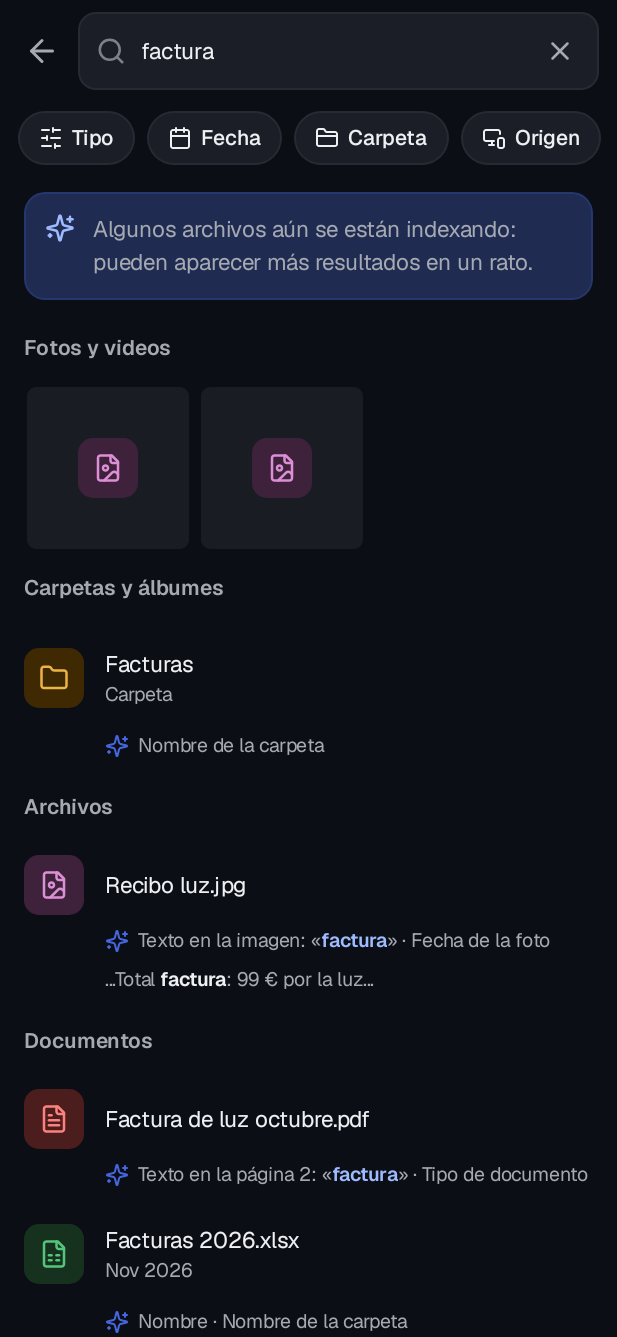 factura
Tipo
Fecha
Carpeta
Origen
Algunos archivos aún se están indexando:
pueden aparecer más resultados en un rato.
Fotos y videos
Carpetas y álbumes
Facturas
Carpeta
Nombre de la carpeta
Archivos
Recibo luz.jpg
Texto en la imagen: «factura» · Fecha de la foto
...Total factura: 99 € por la luz...
Documentos
Factura de luz octubre.pdf
Texto en la página 2: «factura» · Tipo de documento
Facturas 2026.xlsx
Nov 2026
Nombre · Nombre de la carpeta